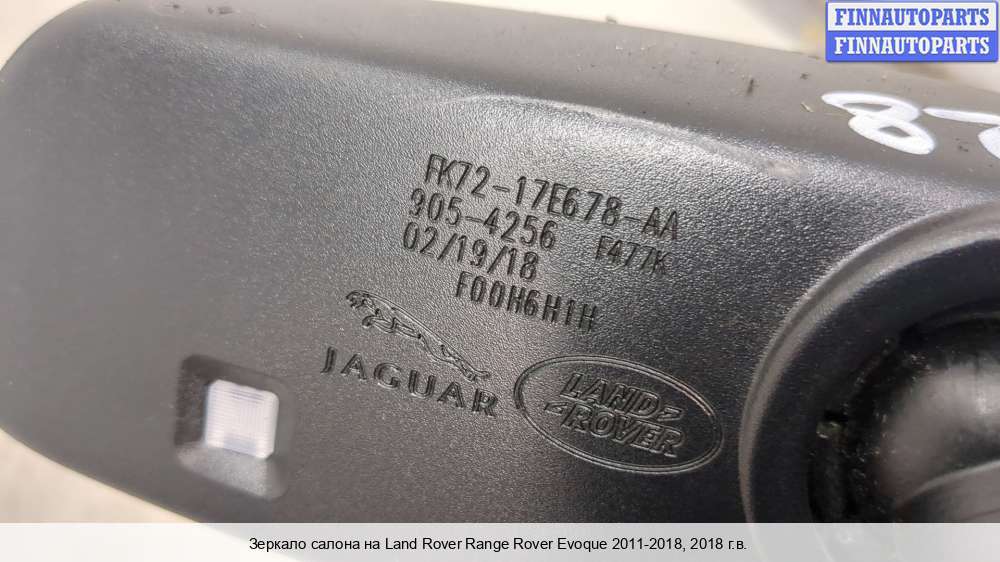 FINNAUTOPARTS
FINNAUTOPARTS
FK72-17E678-AA
905-4256 F477K
02/19/18
F00H6H1H
JAGUAR
LAND
ROVER
Зеркало салона на Land Rover Range Rover Evoque 2011-2018, 2018 г.в.